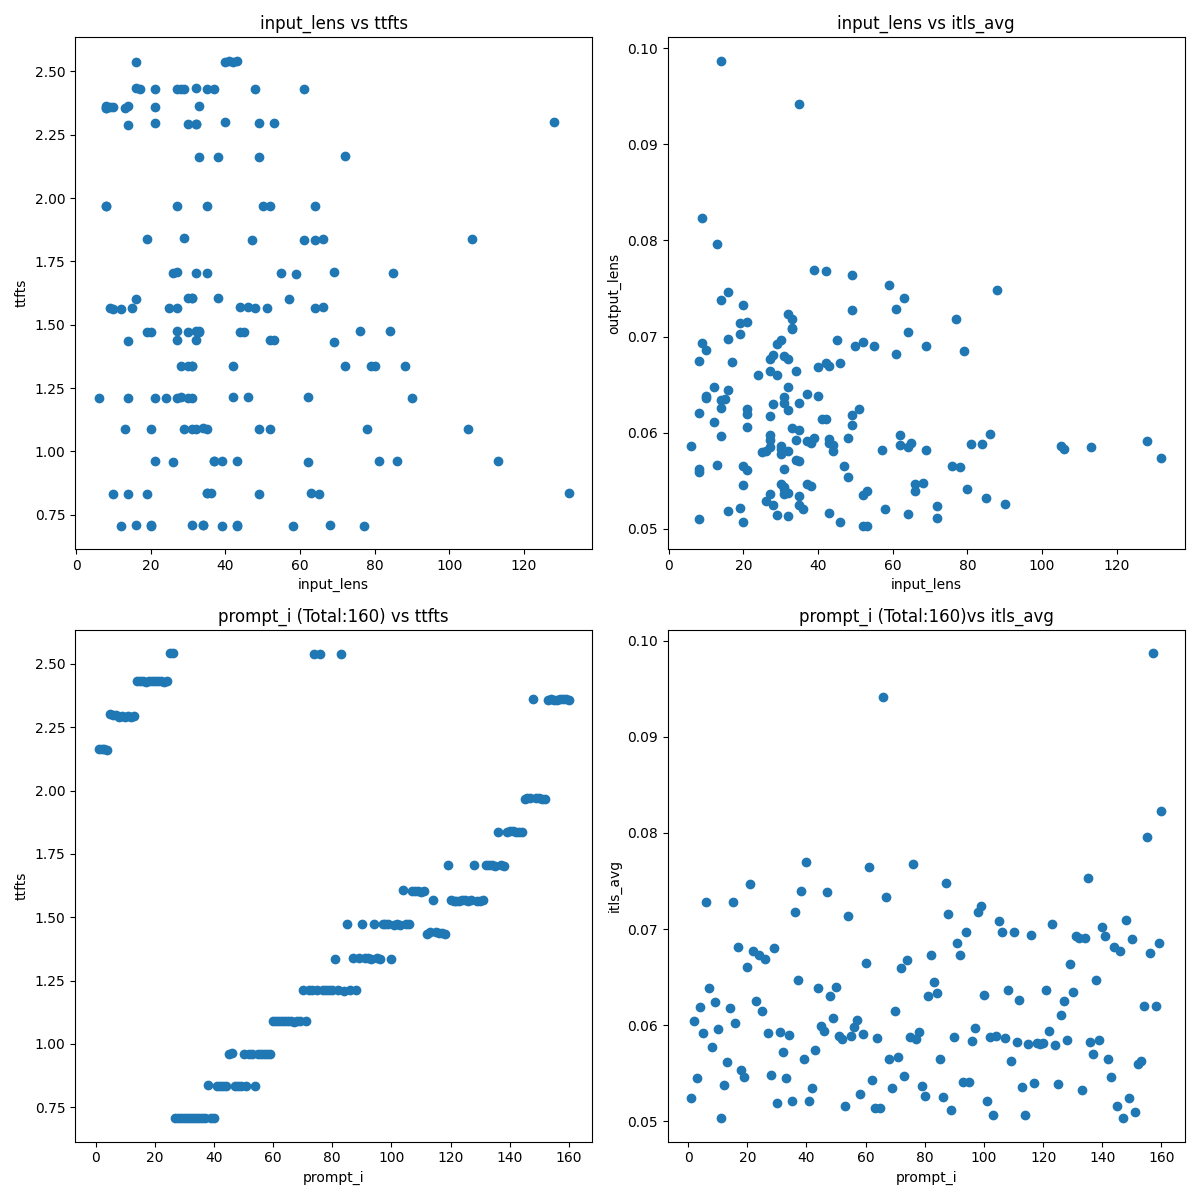 input_lens vs ttfts
2.50
2.25
2.00
1.75
1.50
1.25
1.00
0.75
ttfts
0 20 40 60 80 100 120
input_lens
input_lens vs itls_avg
0.10
0.09
0.08
0.07
0.06
0.05
output_lens
0 20 40 60 80 100 120
input_lens
prompt_i (Total:160) vs ttfts
2.50
2.25
2.00
1.75
1.50
1.25
1.00
0.75
ttfts
0 20 40 60 80 100 120 140 160
prompt_i
prompt_i (Total:160)vs itls_avg
0.10
0.09
0.08
0.07
0.06
0.05
itls_avg
0 20 40 60 80 100 120 140 160
prompt_i